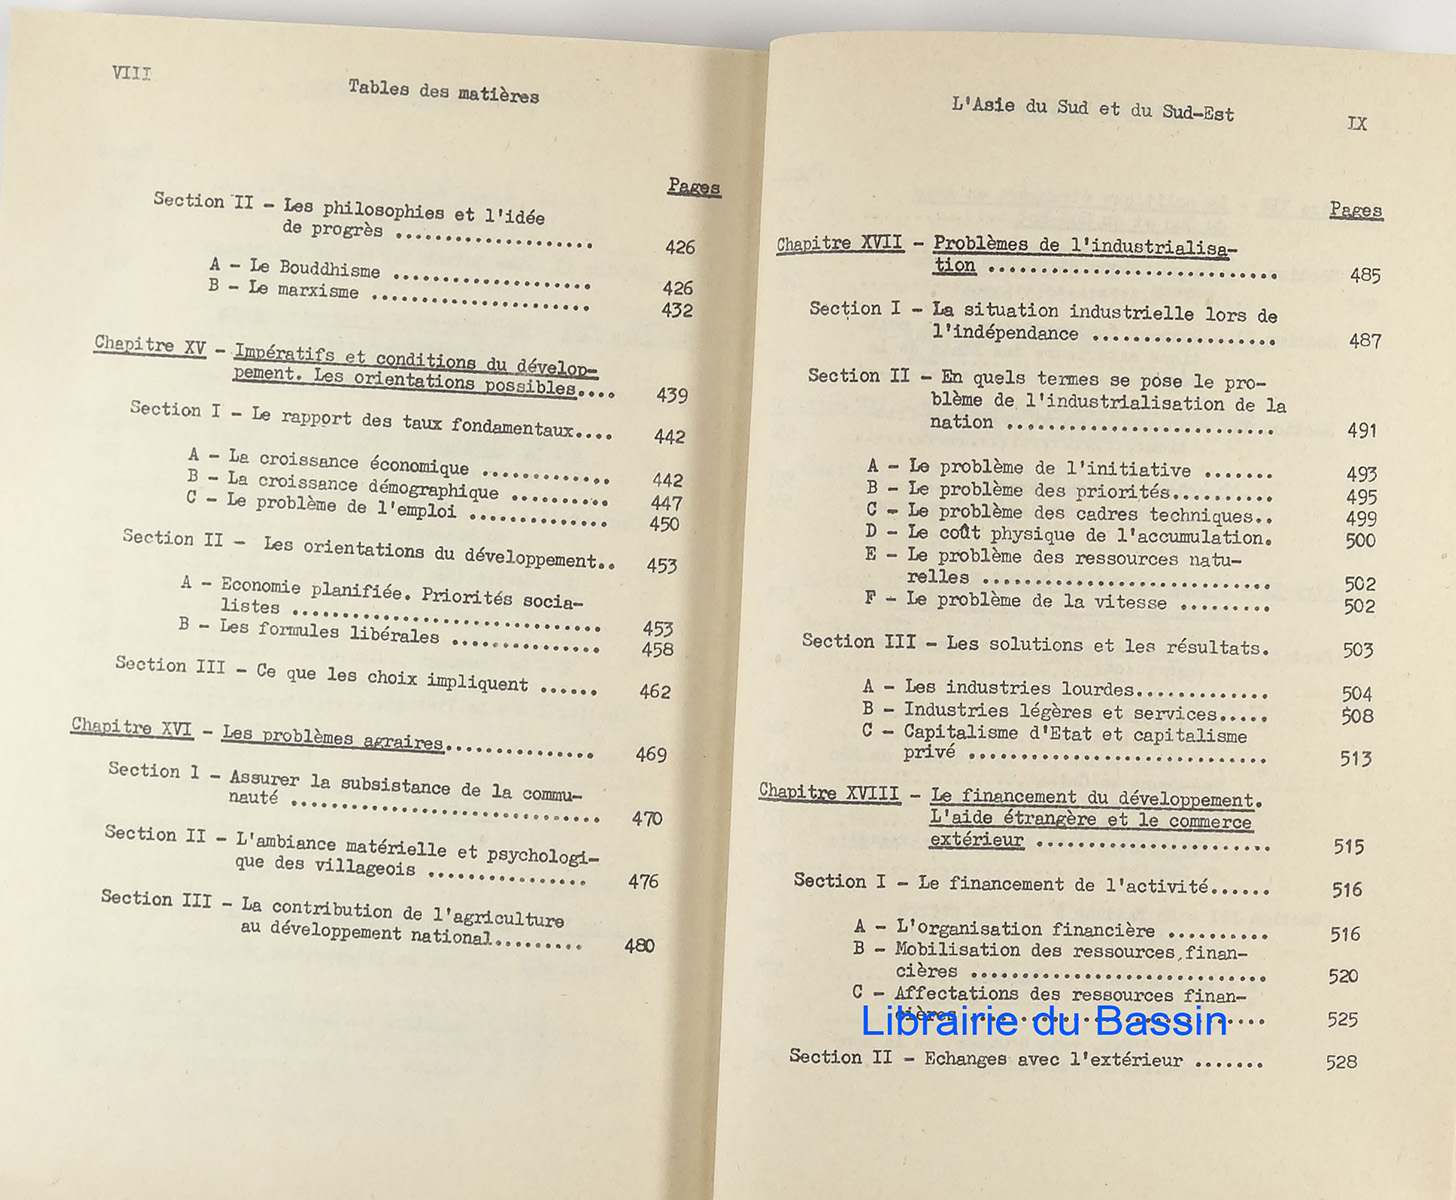 VIII
Tables des matières
Pages
Section II - Les philosophies et l'idée
de progrès ................... 426
A - Le Bouddhisme ................... 426
B - Le marxisme ..................... 432
Chapitre XV - Impératifs et conditions du dévelop-
pement. Les orientations possibles.... 439
Section I - Le rapport des taux fondamentaux.... 442
A - La croissance économique ............ 442
B - La croissance démographique ......... 447
C - Le problème de l'emploi ............. 450
Section II - Les orientations du développement.. 453
A - Economie planifiée. Priorités socia-
listes .............................. 453
B - Les formules libérales .............. 458
Section III - Ce que les choix impliquent ...... 462
Chapitre XVI - Les problèmes agraires............... 469
Section I - Assurer la subsistance de la commu-
nauté .............................. 470
Section II - L'ambiance matérielle et psychologi-
que des villageois ................ 476
Section III - La contribution de l'agriculture
au développement national......... 480
L'Asie du Sud et du Sud-Est
IX
Pages
Chapitre XVII - Problèmes de l'industrialisa-
tion ............................ 485
Section I - La situation industrielle lors de
l'indépendance .................. 487
Section II - En quels termes se pose le pro-
blème de l'industrialisation de la
nation .......................... 491
A - Le problème de l'initiative ....... 493
B - Le problème des priorités.......... 495
C - Le problème des cadres techniques.. 499
D - Le coût physique de l'accumulation. 500
E - Le problème des ressources natu-
relles ............................ 502
F - Le problème de la vitesse ......... 502
Section III - Les solutions et les résultats. 503
A - Les industries lourdes............. 504
B - Industries légères et services..... 508
C - Capitalisme d'Etat et capitalisme
privé ............................. 513
Chapitre XVIII - Le financement du développement.
L'aide étrangère et le commerce
extérieur ....................... 515
Section I - Le financement de l'activité...... 516
A - L'organisation financière .......... 516
B - Mobilisation des ressources finan-
cières ............................. 520
C - Affectations des ressources finan-
cières ............................. 525
Librairie du Bassin
Section II - Echanges avec l'extérieur ....... 528